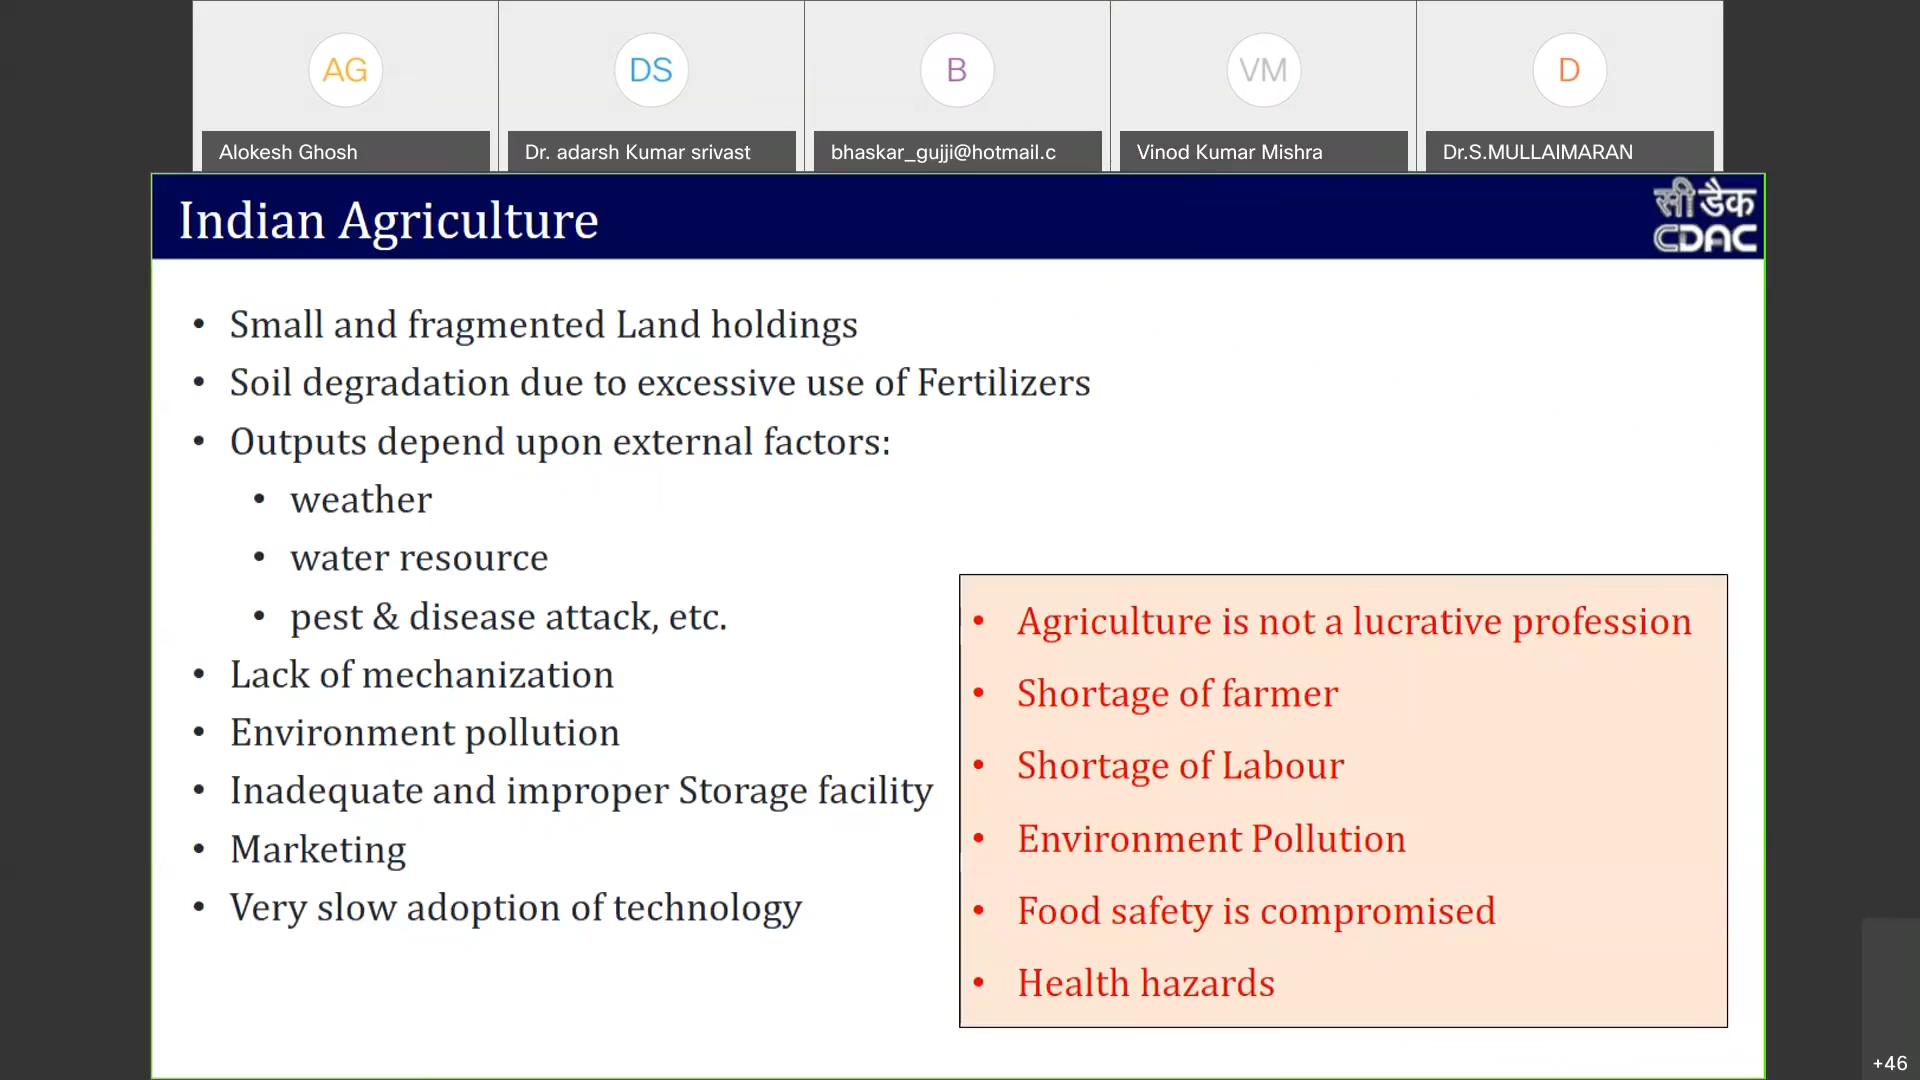 AG
DS
B
VM
D
Alokesh Ghosh
Dr. adarsh Kumar srivast
bhaskar_gujji@hotmail.c
Vinod Kumar Mishra
Dr.S.MULLAIMARAN
Indian Agriculture
सी डैक
CDAC
• Small and fragmented Land holdings
• Soil degradation due to excessive use of Fertilizers
• Outputs depend upon external factors:
• weather
• water resource
• pest & disease attack, etc.
• Lack of mechanization
• Environment pollution
• Inadequate and improper Storage facility
• Marketing
• Very slow adoption of technology
• Agriculture is not a lucrative profession
• Shortage of farmer
• Shortage of Labour
• Environment Pollution
• Food safety is compromised
• Health hazards
+46